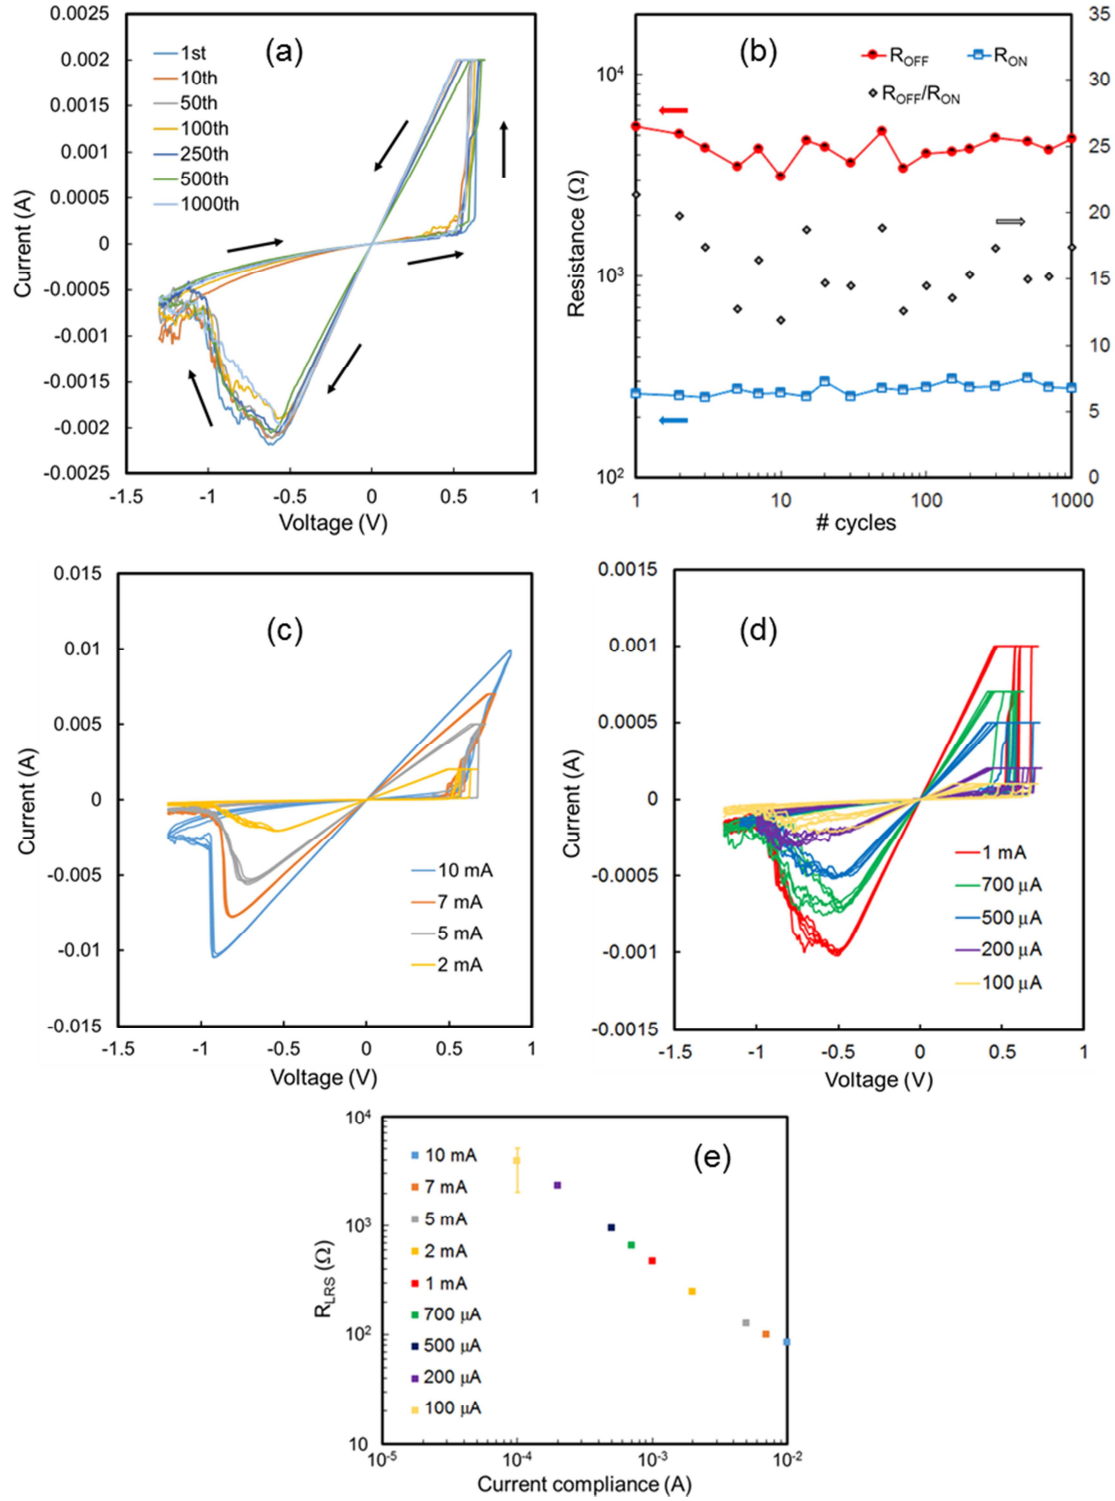 (a)
0.0025
0.002
0.0015
0.001
0.0005
0
-0.0005
-0.001
-0.0015
-0.002
-0.0025
Current (A)
1st
10th
50th
100th
250th
500th
1000th
-1.5 -1 -0.5 0 0.5 1
Voltage (V)
(b)
R_OFF R_ON
R_OFF/R_ON
10⁴
10³
10²
Resistance (Ω)
35
30
25
20
15
10
5
0
1 10 100 1000
# cycles
(c)
0.015
0.01
0.005
0
-0.005
-0.01
-0.015
Current (A)
10 mA
7 mA
5 mA
2 mA
-1.5 -1 -0.5 0 0.5 1
Voltage (V)
(d)
0.0015
0.001
0.0005
0
-0.0005
-0.001
-0.0015
Current (A)
1 mA
700 μA
500 μA
200 μA
100 μA
-1.5 -1 -0.5 0 0.5 1
Voltage (V)
(e)
10⁴
10³
10²
10
R_LRS (Ω)
10 mA
7 mA
5 mA
2 mA
1 mA
700 μA
500 μA
200 μA
100 μA
10⁻⁵ 10⁻⁴ 10⁻³ 10⁻²
Current compliance (A)